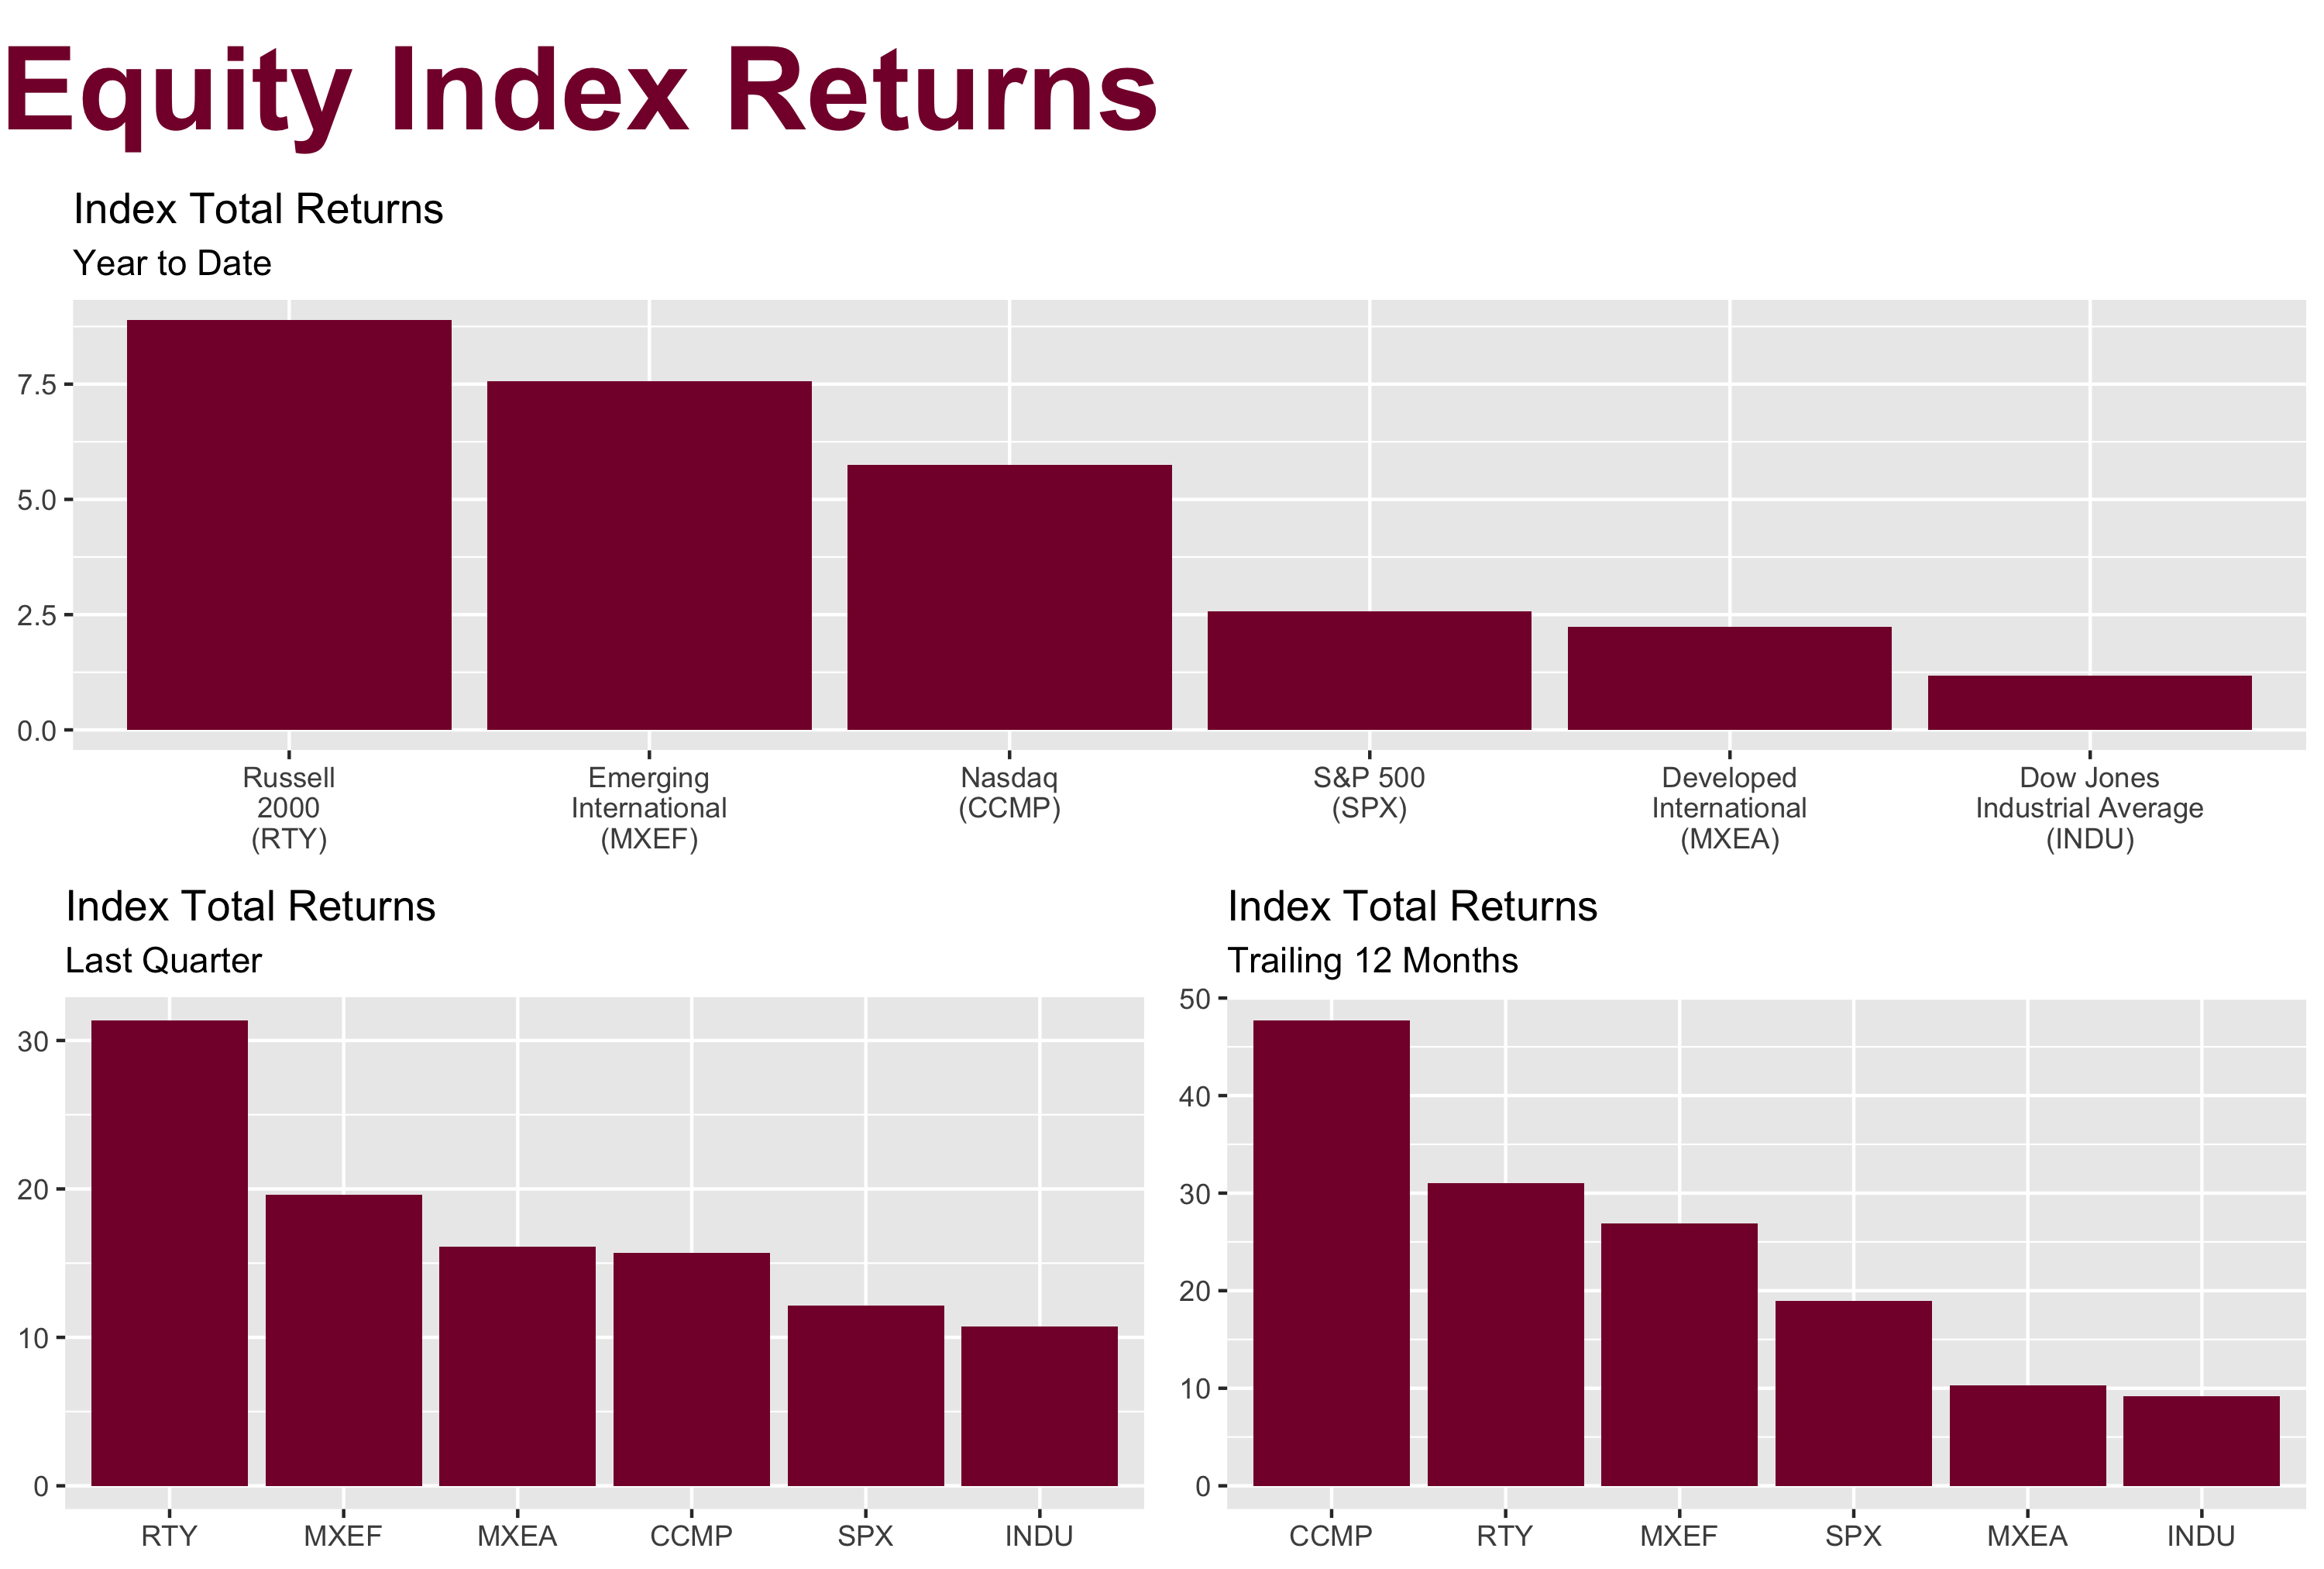 Equity Index Returns
Index Total Returns
Year to Date
7.5
5.0
2.5
0.0
Russell
2000
(RTY)
Emerging
International
(MXEF)
Nasdaq
(CCMP)
S&P 500
(SPX)
Developed
International
(MXEA)
Dow Jones
Industrial Average
(INDU)
Index Total Returns
Last Quarter
30
20
10
0
RTY MXEF MXEA CCMP SPX INDU
Index Total Returns
Trailing 12 Months
50
40
30
20
10
0
CCMP RTY MXEF SPX MXEA INDU